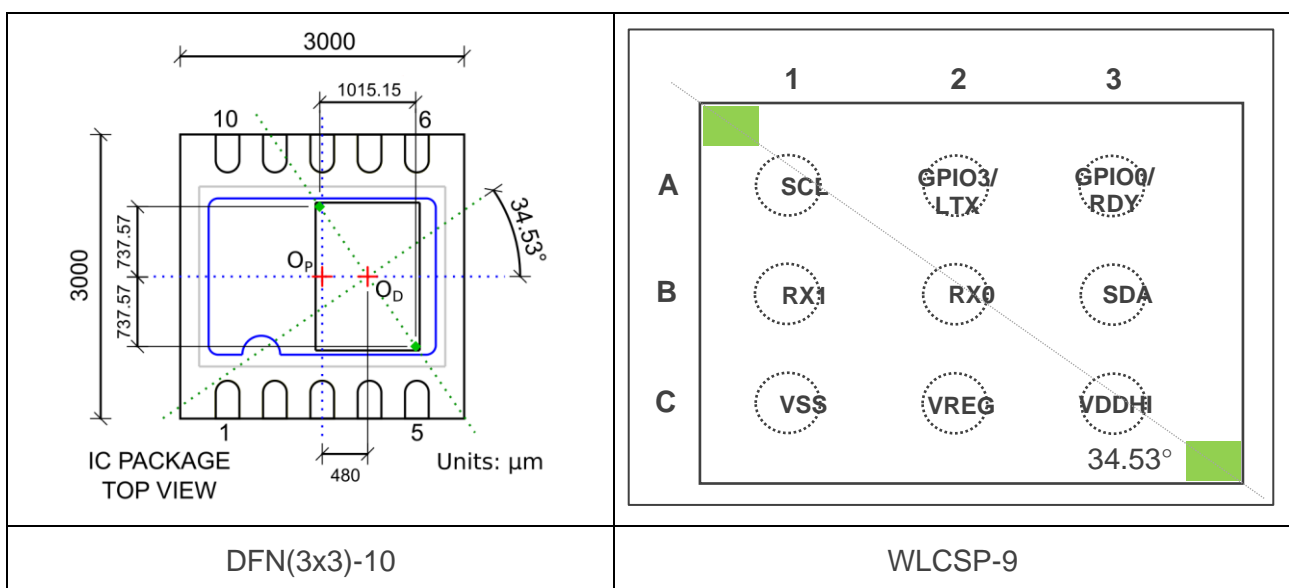 3000
1015.15
10
6
737.57
3000
737.57
34.53°
OP
OD
1
5
480
IC PACKAGE
TOP VIEW
Units: μm
DFN(3x3)-10
1 2 3
A
SCL
GPIO3/
LTX
GPIO0/
RDY
B
RX1
RX0
SDA
C
VSS
VREG
VDDHI
34.53°
WLCSP-9